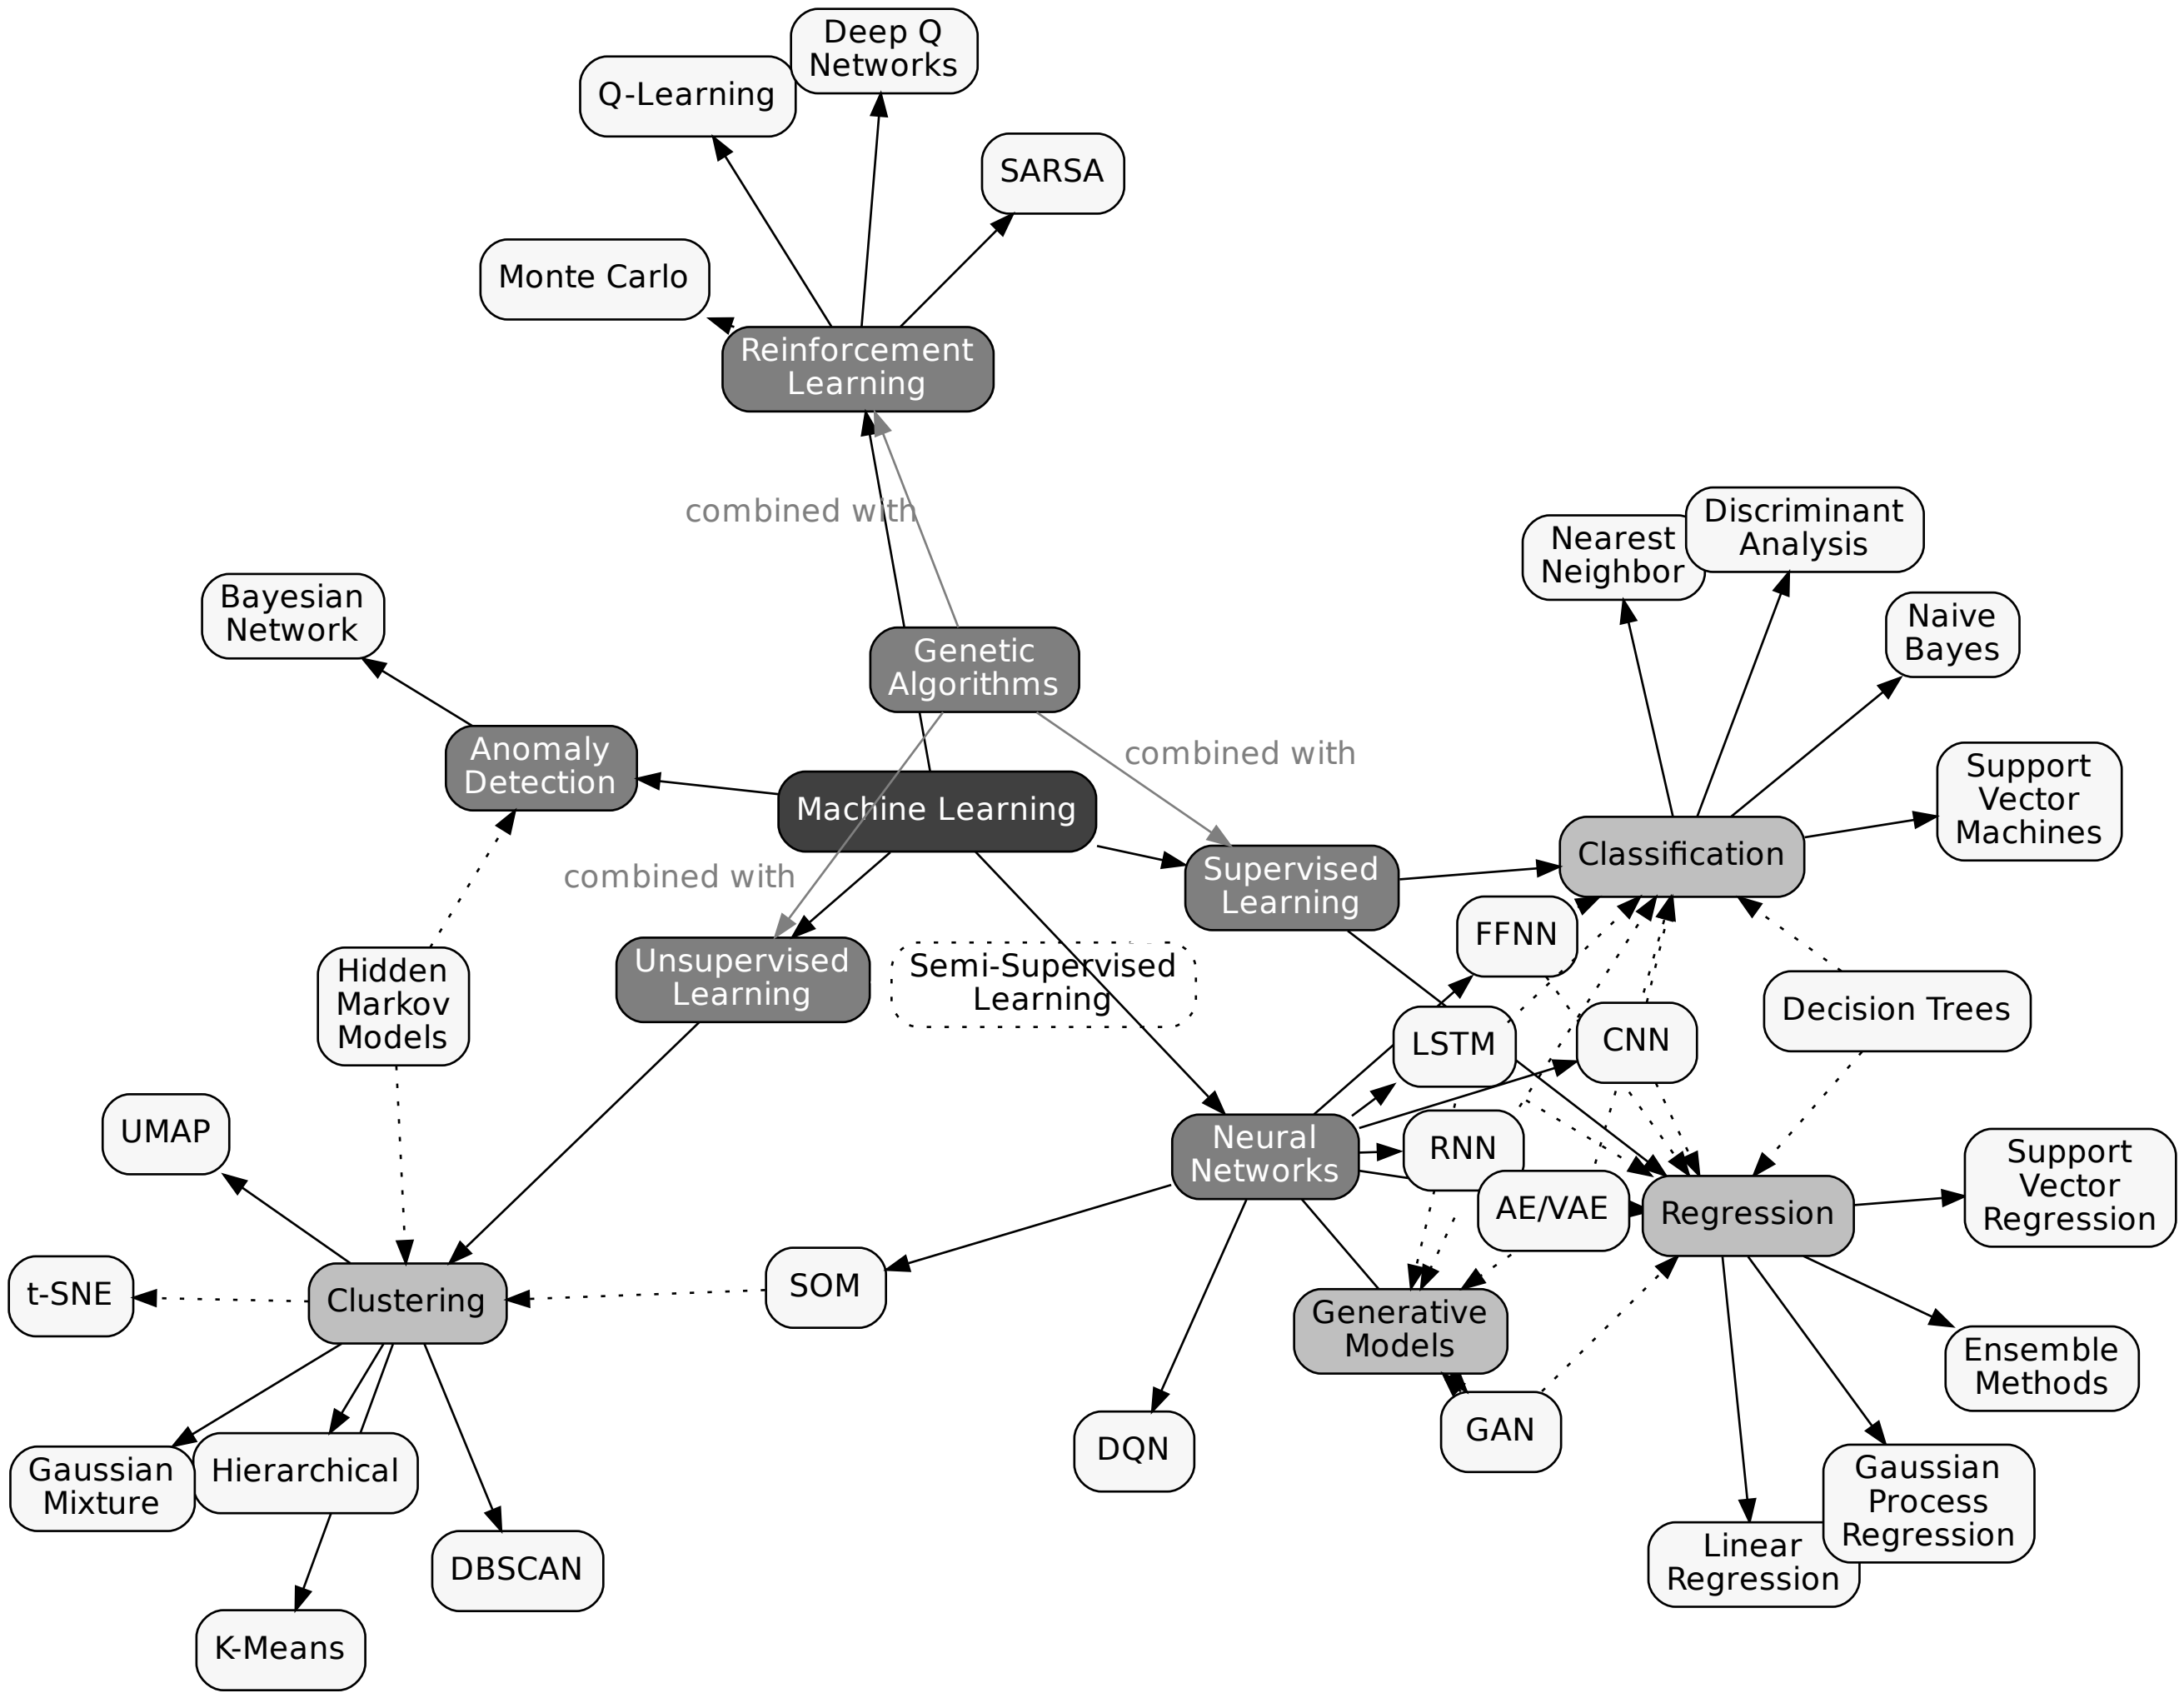 Deep Q
Networks
Q-Learning
SARSA
Monte Carlo
Reinforcement
Learning
combined with
Nearest
Neighbor
Discriminant
Analysis
Bayesian
Network
Naive
Bayes
Genetic
Algorithms
Anomaly
Detection
combined with
Support
Vector
Machines
Machine Learning
Classification
combined with
Supervised
Learning
FFNN
Unsupervised
Learning
Semi-Supervised
Learning
Hidden
Markov
Models
LSTM
CNN
Decision Trees
UMAP
Neural
Networks
RNN
Support
Vector
Regression
AE/VAE
Regression
t-SNE
Clustering
SOM
Generative
Models
Ensemble
Methods
Gaussian
Mixture
Hierarchical
DQN
GAN
Gaussian
Process
Regression
DBSCAN
Linear
Regression
K-Means